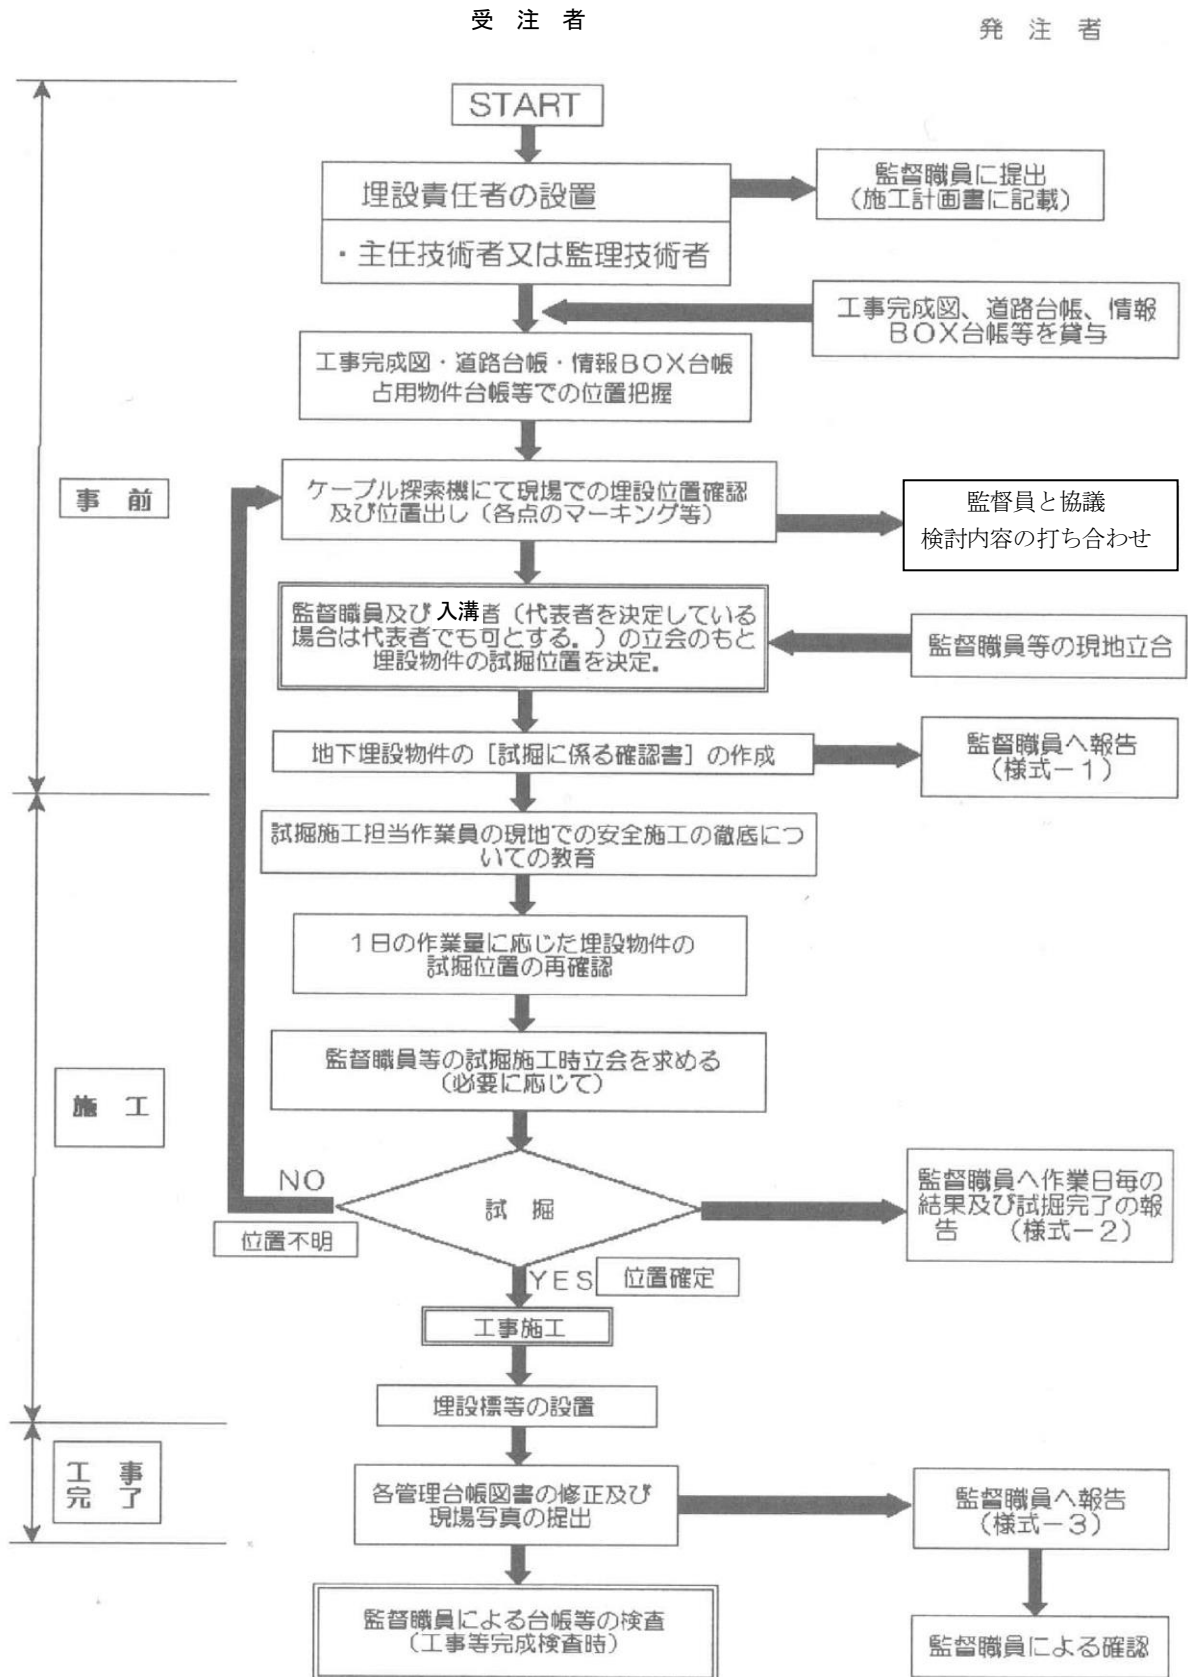 受 注 者
発 注 者
START
埋設責任者の設置
・主任技術者又は監理技術者
監督職員に提出
(施工計画書に記載)
工事完成図、道路台帳、情報
BOX台帳等を貸与
工事完成図・道路台帳・情報BOX台帳
占用物件台帳等での位置把握
事 前
ケーブル探索機にて現場での埋設位置確認
及び位置出し(各点のマーキング等)
監督員と協議
検討内容の打ち合わせ
監督職員及び入溝者(代表者を決定している
場合は代表者でも可とする。)の立会のもと
埋設物件の試掘位置を決定。
監督職員等の現地立合
地下埋設物件の[試掘に係る確認書]の作成
監督職員へ報告
(様式-1)
試掘施工担当作業員の現地での安全施工の徹底につ
いての教育
1日の作業量に応じた埋設物件の
試掘位置の再確認
監督職員等の試掘施工時立会を求める
(必要に応じて)
施 工
NO
位置不明
試 掘
監督職員へ作業日毎の
結果及び試掘完了の報
告 (様式-2)
YES 位置確定
工事施工
埋設標等の設置
工 事
完 了
各管理台帳図書の修正及び
現場写真の提出
監督職員へ報告
(様式-3)
監督職員による台帳等の検査
(工事等完成検査時)
監督職員による確認